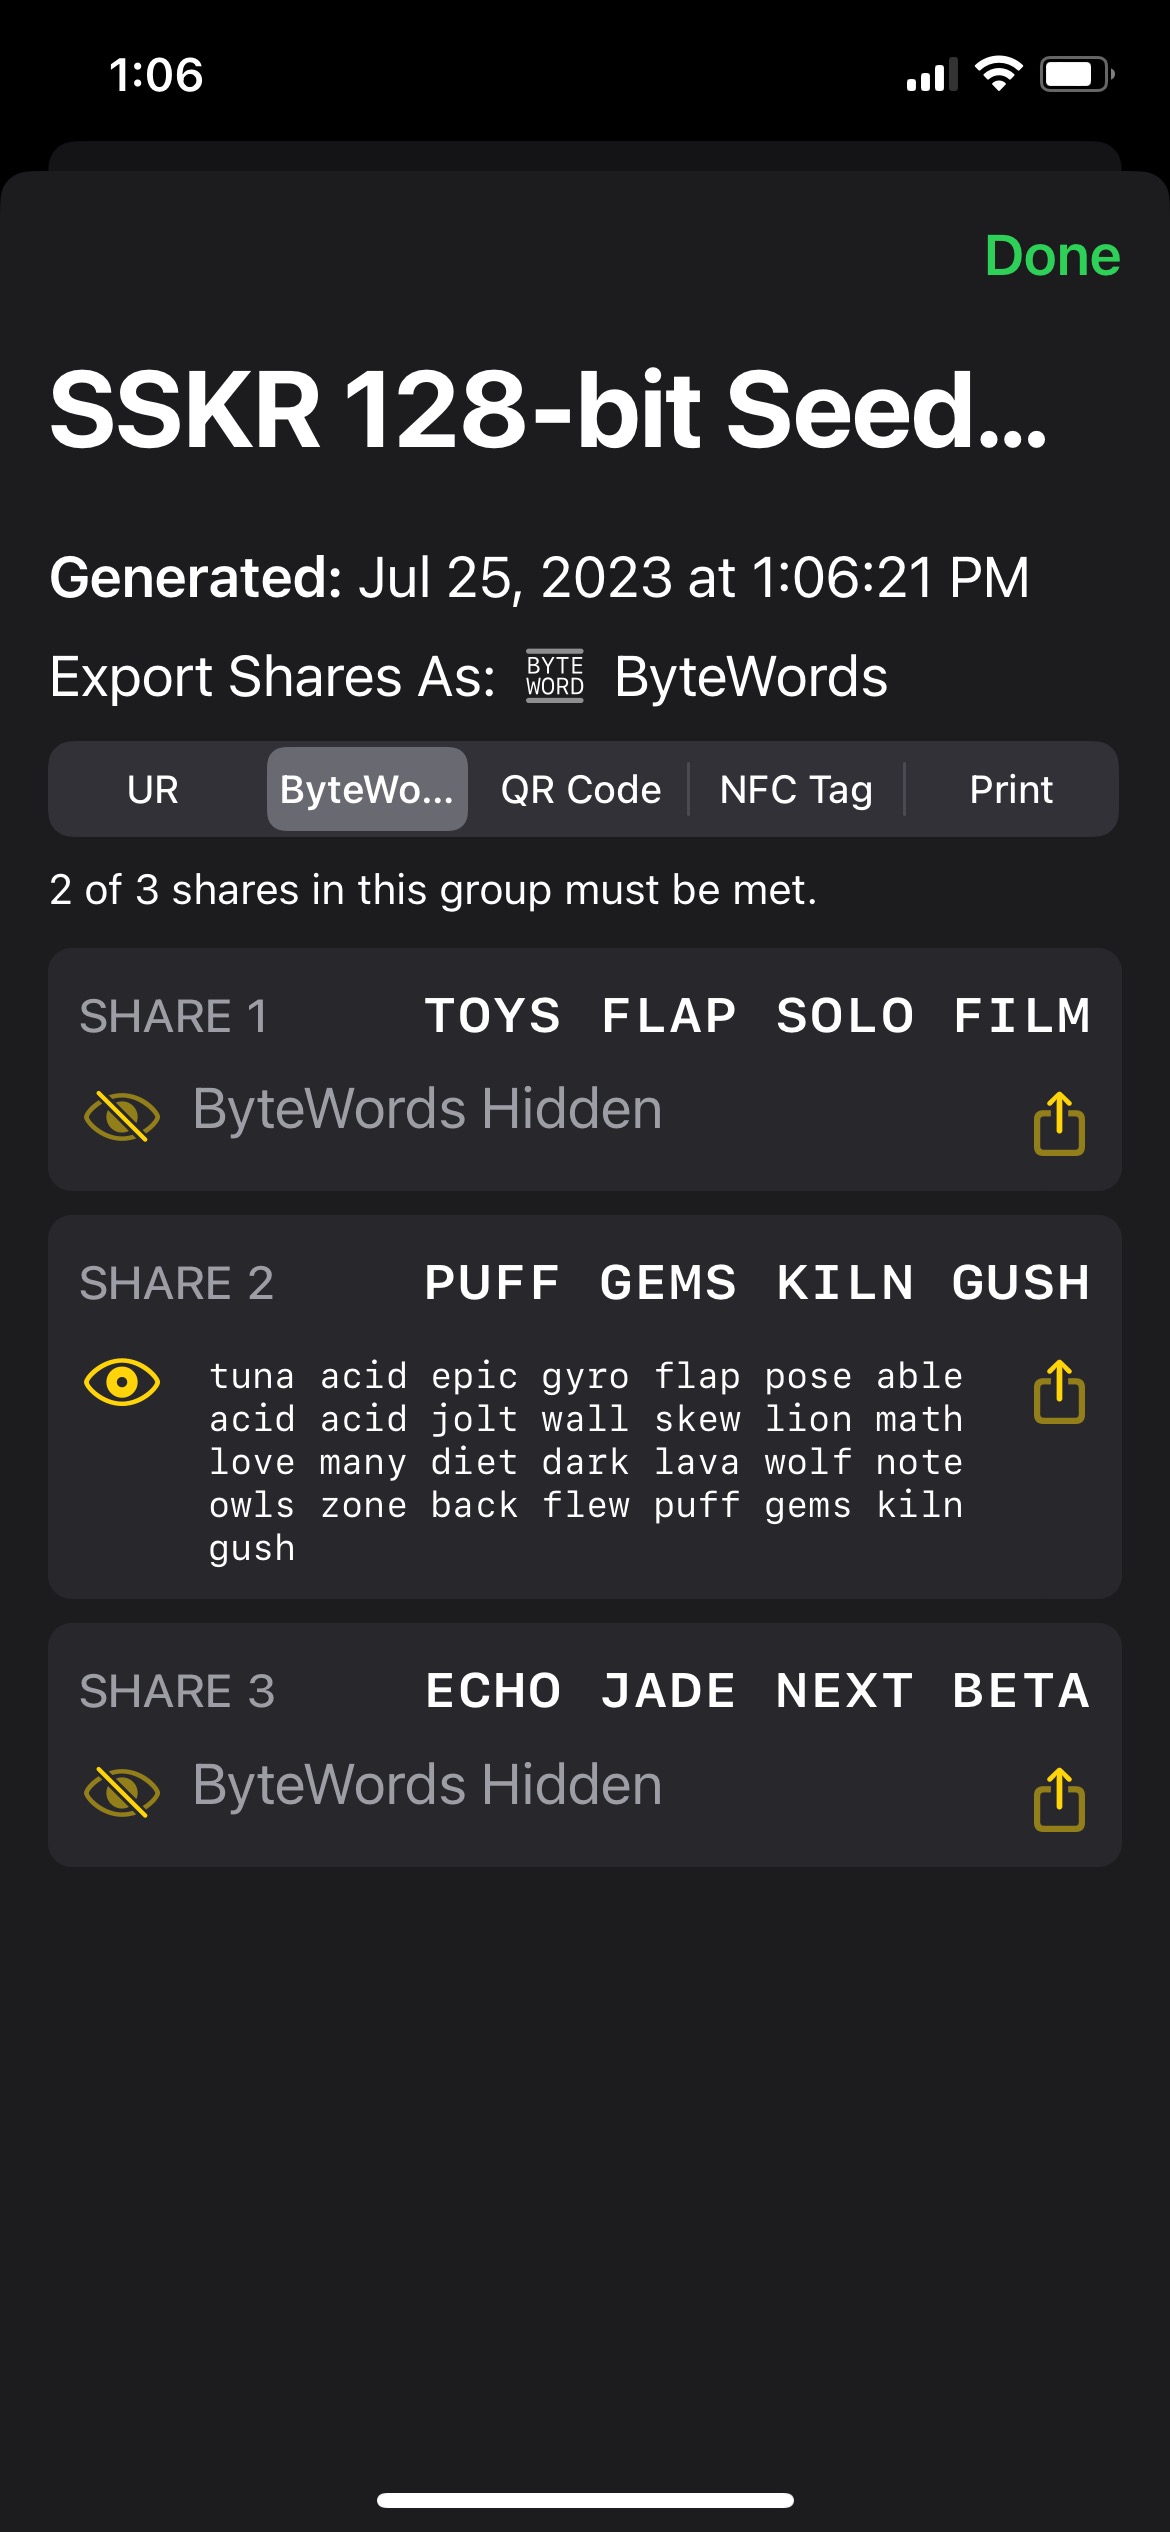 1:06
Done
SSKR 128-bit Seed...
Generated: Jul 25, 2023 at 1:06:21 PM
Export Shares As: BYTE WORD ByteWords
UR ByteWo... QR Code NFC Tag Print
2 of 3 shares in this group must be met.
SHARE 1 TOYS FLAP SOLO FILM
ByteWords Hidden
SHARE 2 PUFF GEMS KILN GUSH
tuna acid epic gyro flap pose able
acid acid jolt wall skew lion math
love many diet dark lava wolf note
owls zone back flew puff gems kiln
gush
SHARE 3 ECHO JADE NEXT BETA
ByteWords Hidden